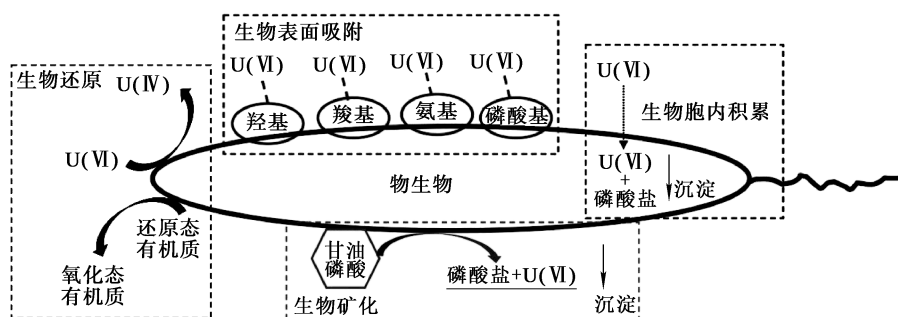 生物表面吸附
U(Ⅵ) U(Ⅵ) U(Ⅵ) U(Ⅵ)
羟基 羧基 氨基 磷酸基
生物还原
U(Ⅳ)
U(Ⅵ)
还原态
有机质
氧化态
有机质
物生物
U(Ⅵ)
生物胞内积累
U(Ⅵ)
+
磷酸盐
沉淀
甘油
磷酸
磷酸盐+U(Ⅵ)
沉淀
生物矿化